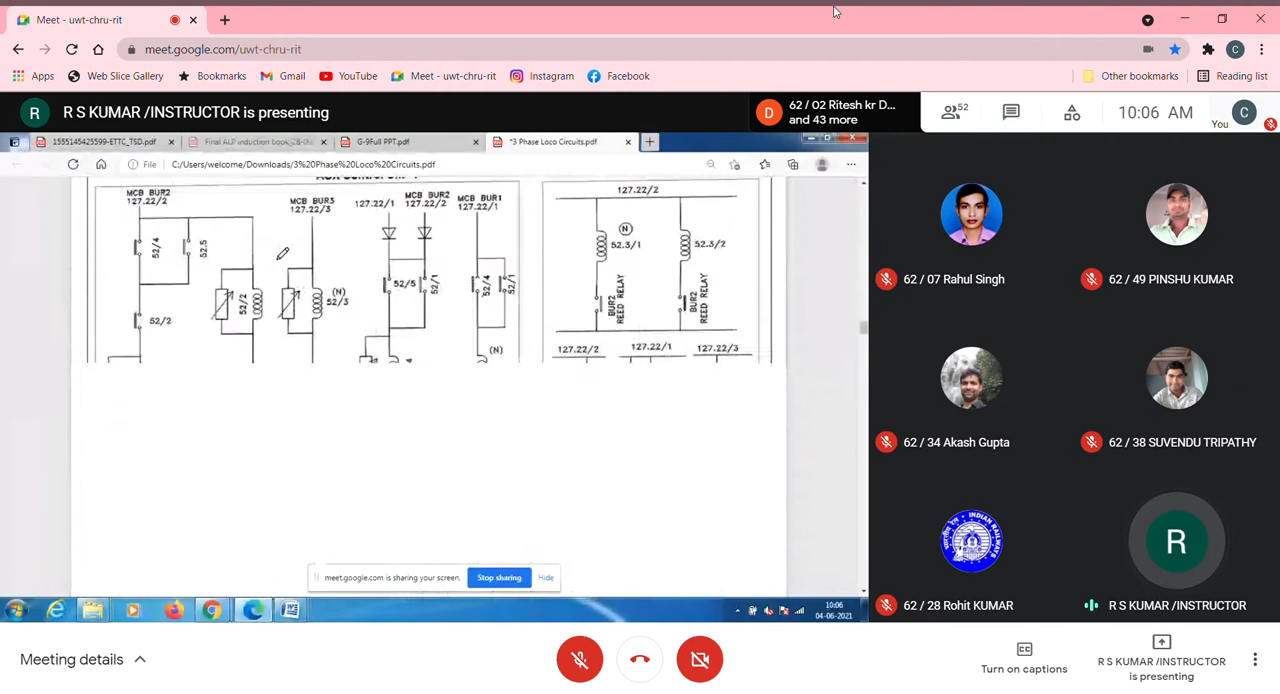 Meet - uwt-chru-rit
meet.google.com/uwt-chru-rit
C
Apps Web Slice Gallery Bookmarks Gmail YouTube Meet - uwt-chru-rit Instagram Facebook Other bookmarks Reading list
R R S KUMAR /INSTRUCTOR is presenting
D 62 / 02 Ritesh kr D...
and 43 more
52
10:06 AM
C
You
1555145425599-ETTC_TSD.pdf
G-9Full PPT.pdf
*3 Phase Loco Circuits.pdf
File C:/Users/welcome/Downloads/3%20Phase%20Loco%20Circuits.pdf
MCB BUR2
127.22/2
MCB BUR3
127.22/3
127.22/1
MCB BUR2
127.22/2
MCB BUR1
127.22/1
127.22/2
52/4
52.5
52/2
52/2
(N)
52/3
52/5
52/1
52/4
52/1
(N)
N
52.3/1
52.3/2
BUR2
REED RELAY
BUR2
REED RELAY
127.22/2 127.22/1 127.22/3
62 / 07 Rahul Singh
62 / 49 PINSHU KUMAR
62 / 34 Akash Gupta
62 / 38 SUVENDU TRIPATHY
INDIAN RAILWAYS
R
62 / 28 Rohit KUMAR
R S KUMAR /INSTRUCTOR
meet.google.com is sharing your screen. Stop sharing Hide
10:06
04-06-2021
Meeting details
CC
Turn on captions
R S KUMAR /INSTRUCTOR
is presenting